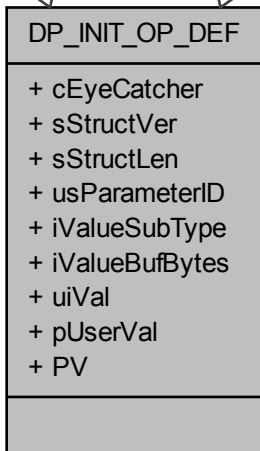 DP_INIT_OP_DEF
+ cEyeCatcher
+ sStructVer
+ sStructLen
+ usParameterID
+ iValueSubType
+ iValueBufBytes
+ uiVal
+ pUserVal
+ PV